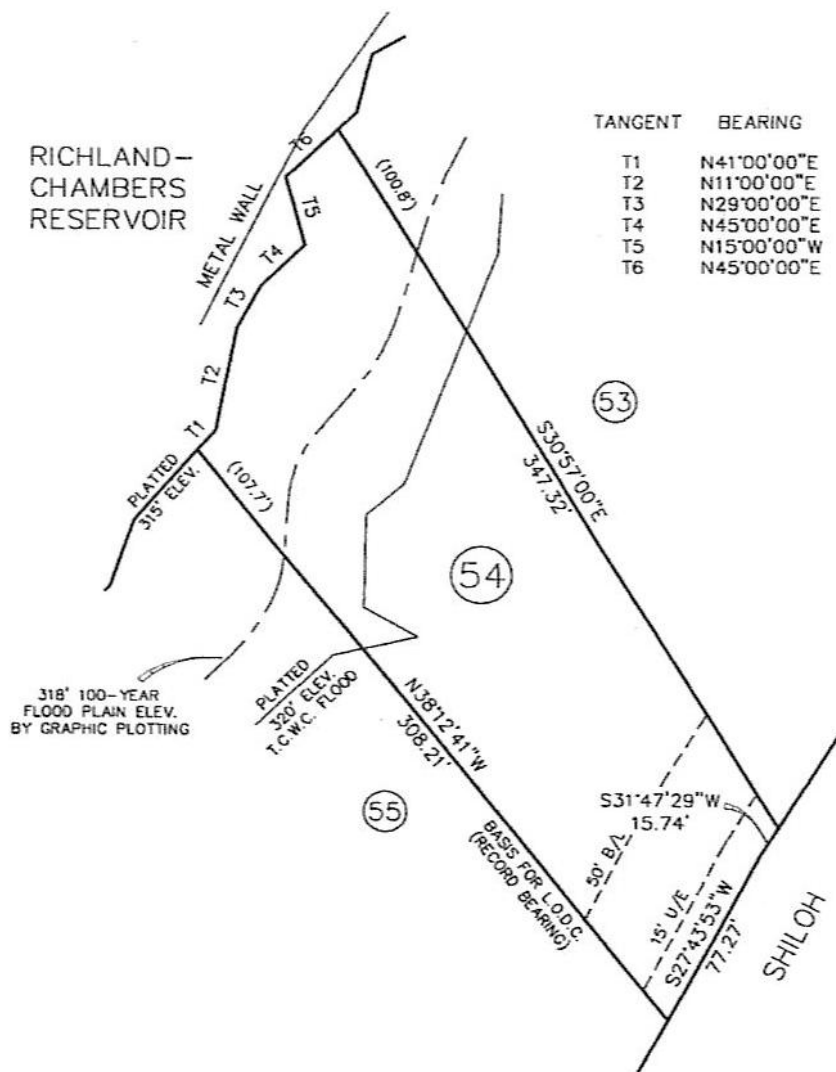 TANGENT BEARING
T1 N41°00'00"E
T2 N11°00'00"E
T3 N29°00'00"E
T4 N45°00'00"E
T5 N15°00'00"W
T6 N45°00'00"E
RICHLAND-
CHAMBERS
RESERVOIR
METAL WALL
T6
T5
T4
T3
T2
T1
(100.8')
(107.7')
PLATTED
315' ELEV.
53
S30°57'00"E
347.32'
54
318' 100-YEAR
FLOOD PLAIN ELEV.
BY GRAPHIC PLOTTING
PLATTED
320' ELEV.
T.C.W.C. FLOOD
N38°12'41"W
308.21'
55
BASIS FOR L.O.D.C.
(RECORD BEARING)
50' B/L
15' U/E
S31°47'29"W
15.74'
S27°43'53"W
77.27'
SHILOH